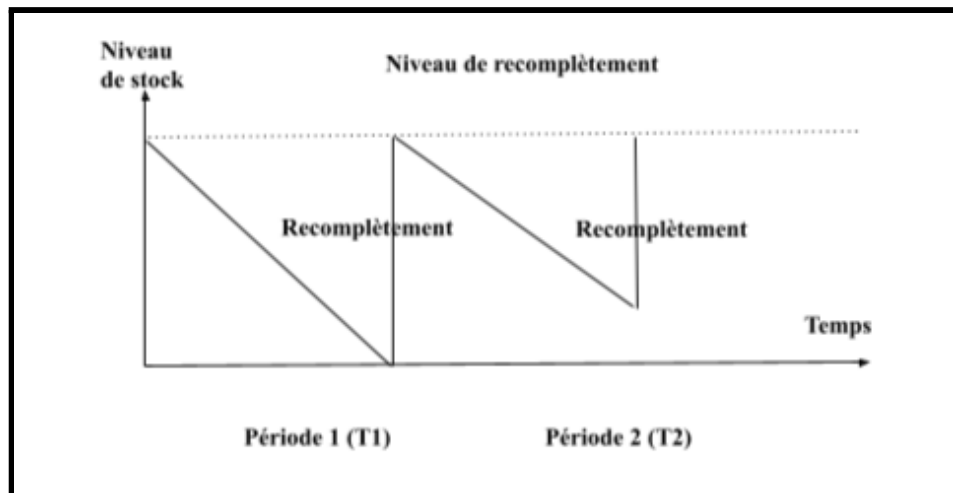 Niveau
de stock
Niveau de recomplètement
Recomplètement
Recomplètement
Temps
Période 1 (T1)
Période 2 (T2)